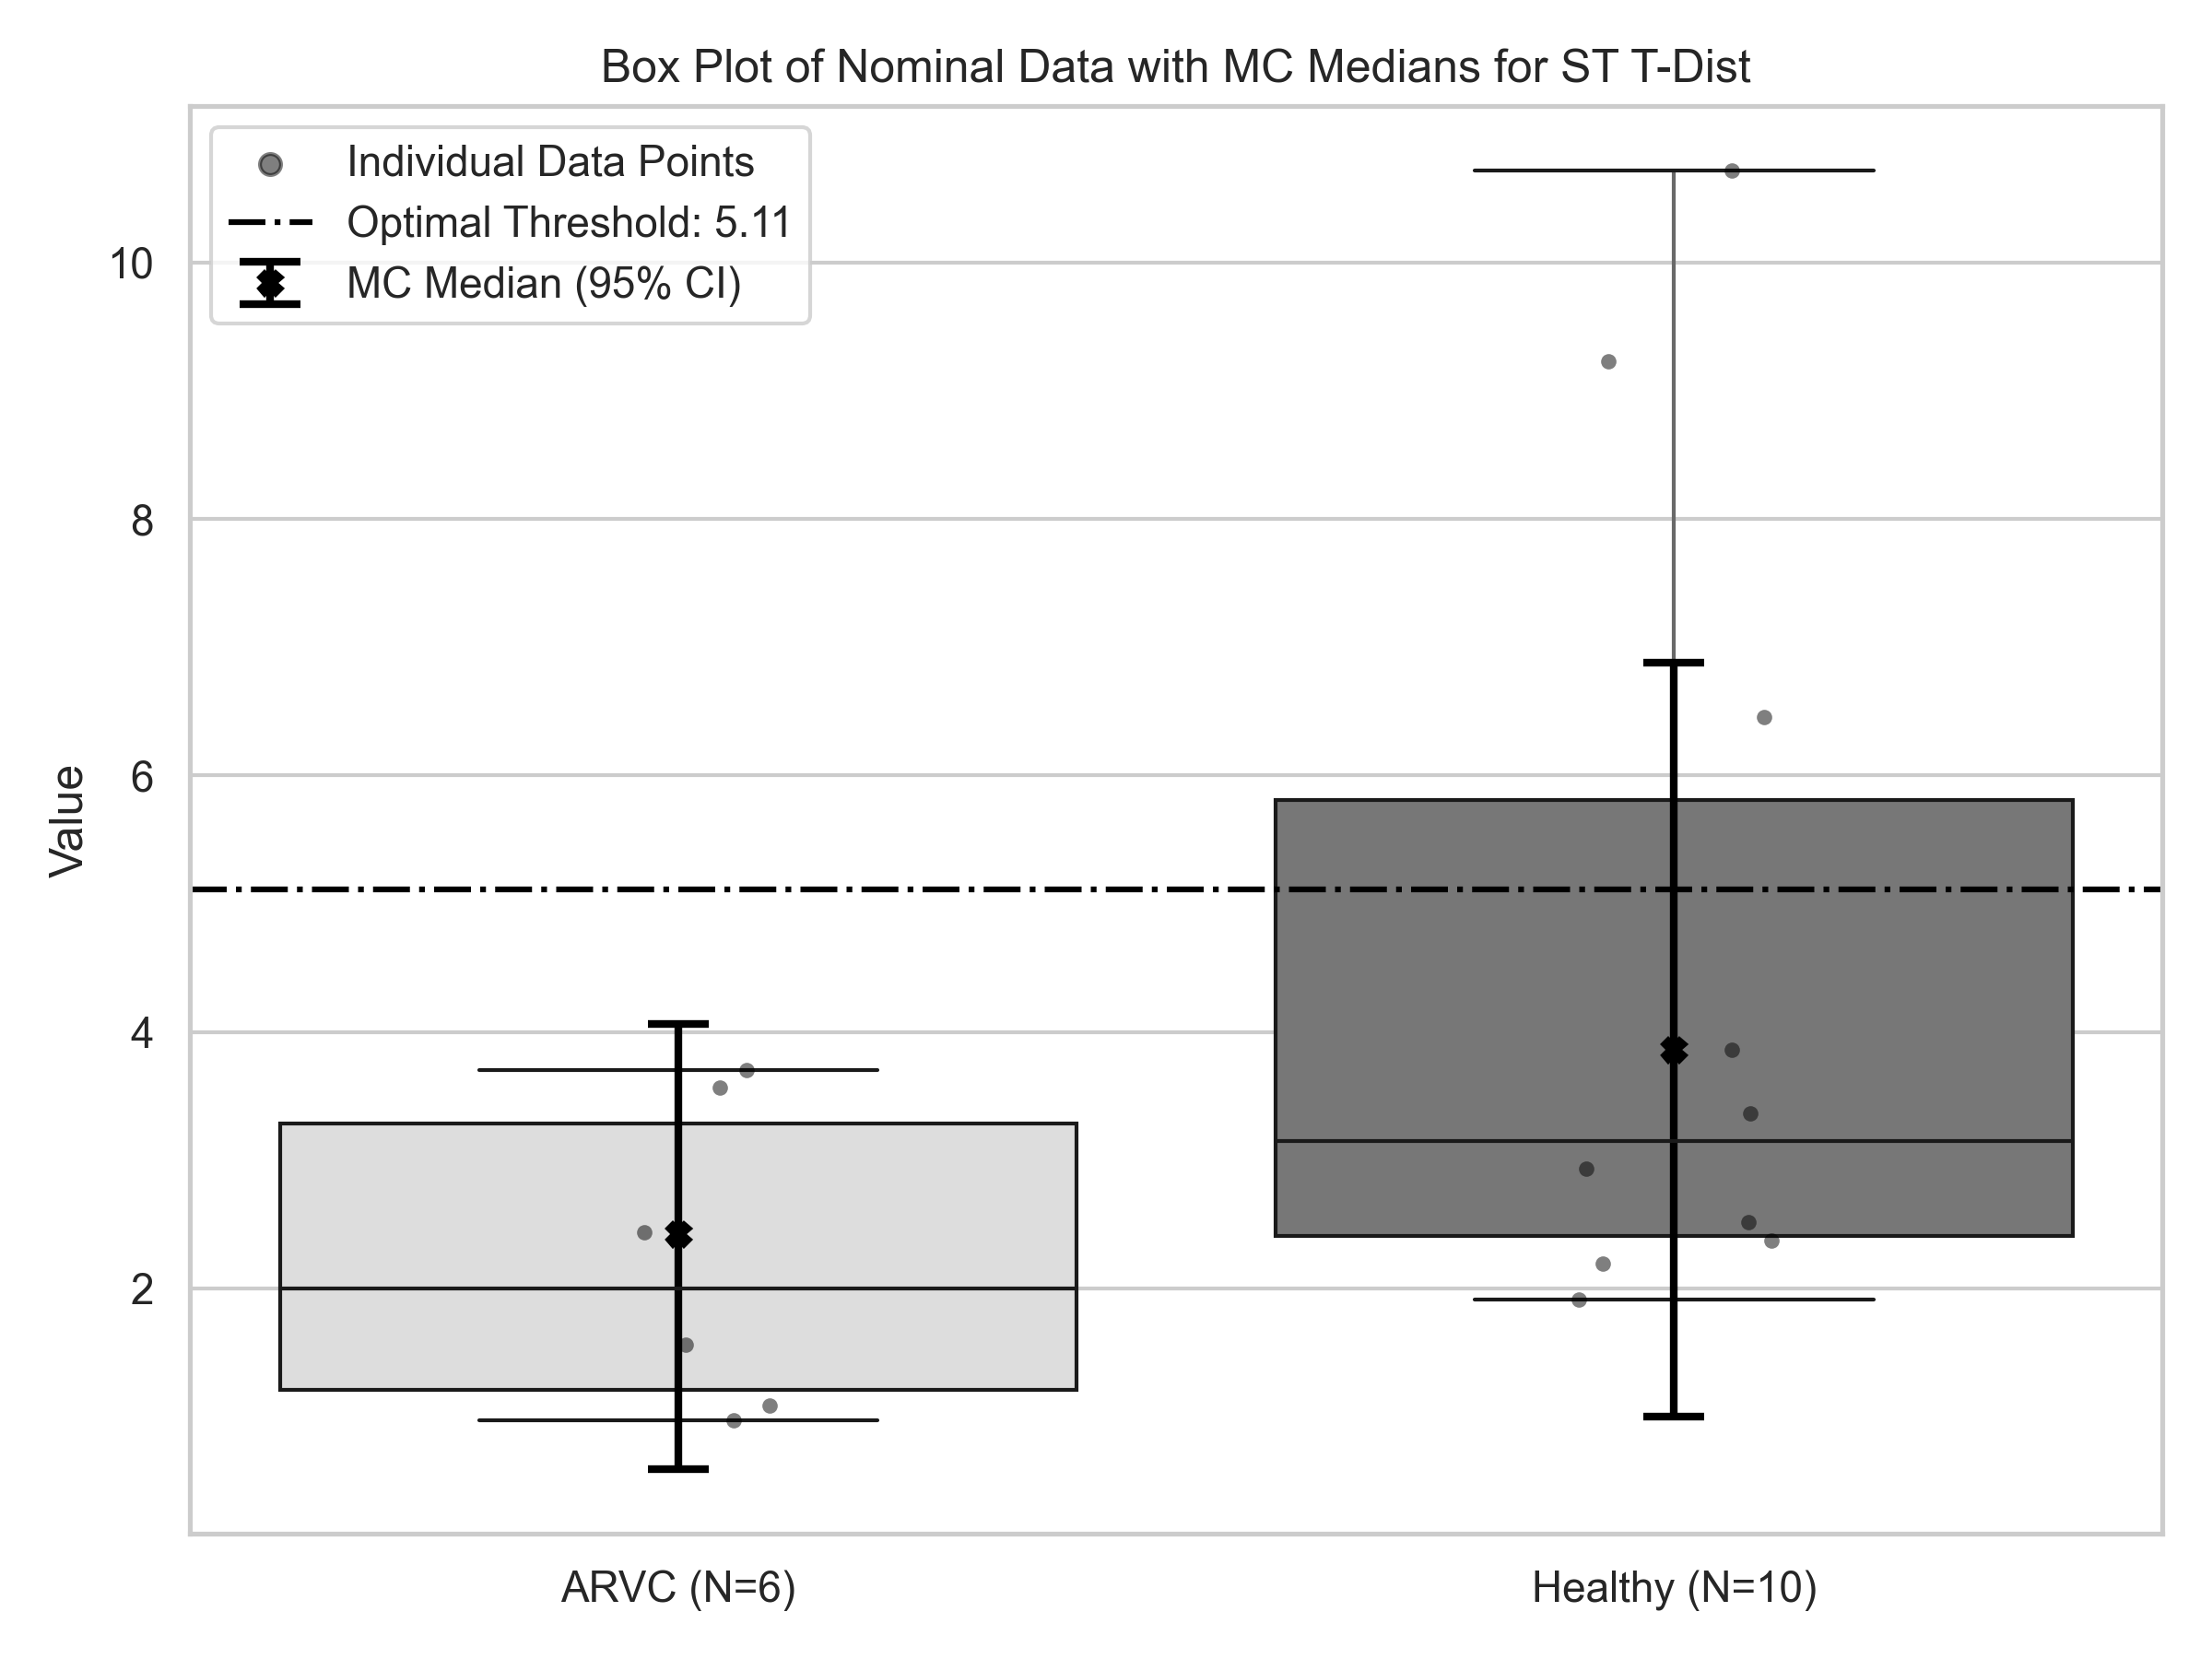 Box Plot of Nominal Data with MC Medians for ST T-Dist
Individual Data Points
Optimal Threshold: 5.11
MC Median (95% CI)
10
8
6
4
2
Value
ARVC (N=6)
Healthy (N=10)